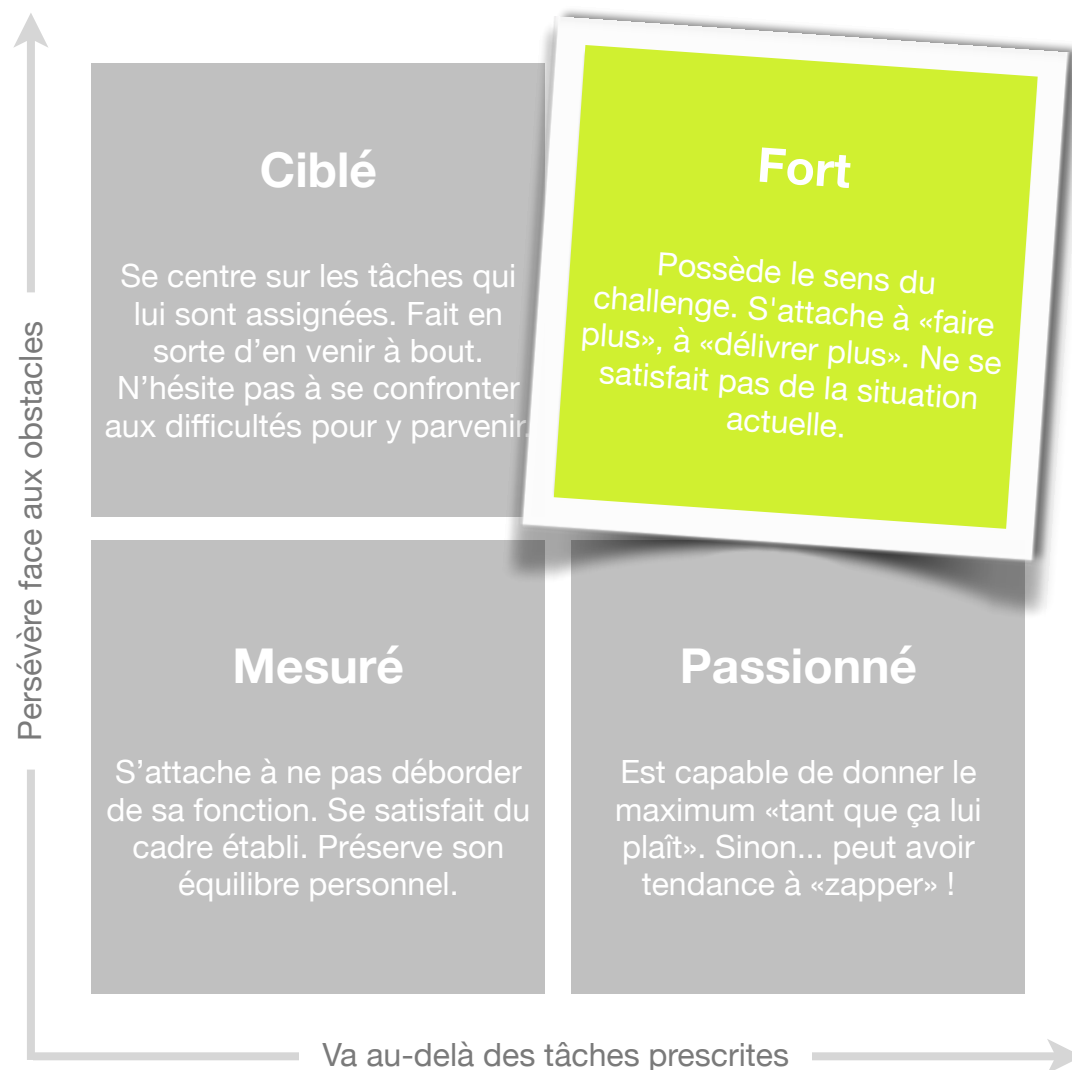 Persévère face aux obstacles
Ciblé
Se centre sur les tâches qui
lui sont assignées. Fait en
sorte d’en venir à bout.
N’hésite pas à se confronter
aux difficultés pour y parvenir.
Fort
Possède le sens du
challenge. S'attache à «faire
plus», à «délivrer plus». Ne se
satisfait pas de la situation
actuelle.
Mesuré
S’attache à ne pas déborder
de sa fonction. Se satisfait du
cadre établi. Préserve son
équilibre personnel.
Passionné
Est capable de donner le
maximum «tant que ça lui
plaît». Sinon... peut avoir
tendance à «zapper» !
Va au-delà des tâches prescrites